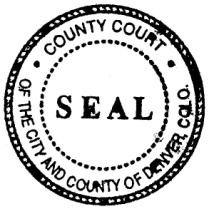 COUNTY COURT
SEAL
OF THE CITY AND COUNTY OF DENVER, COLO.